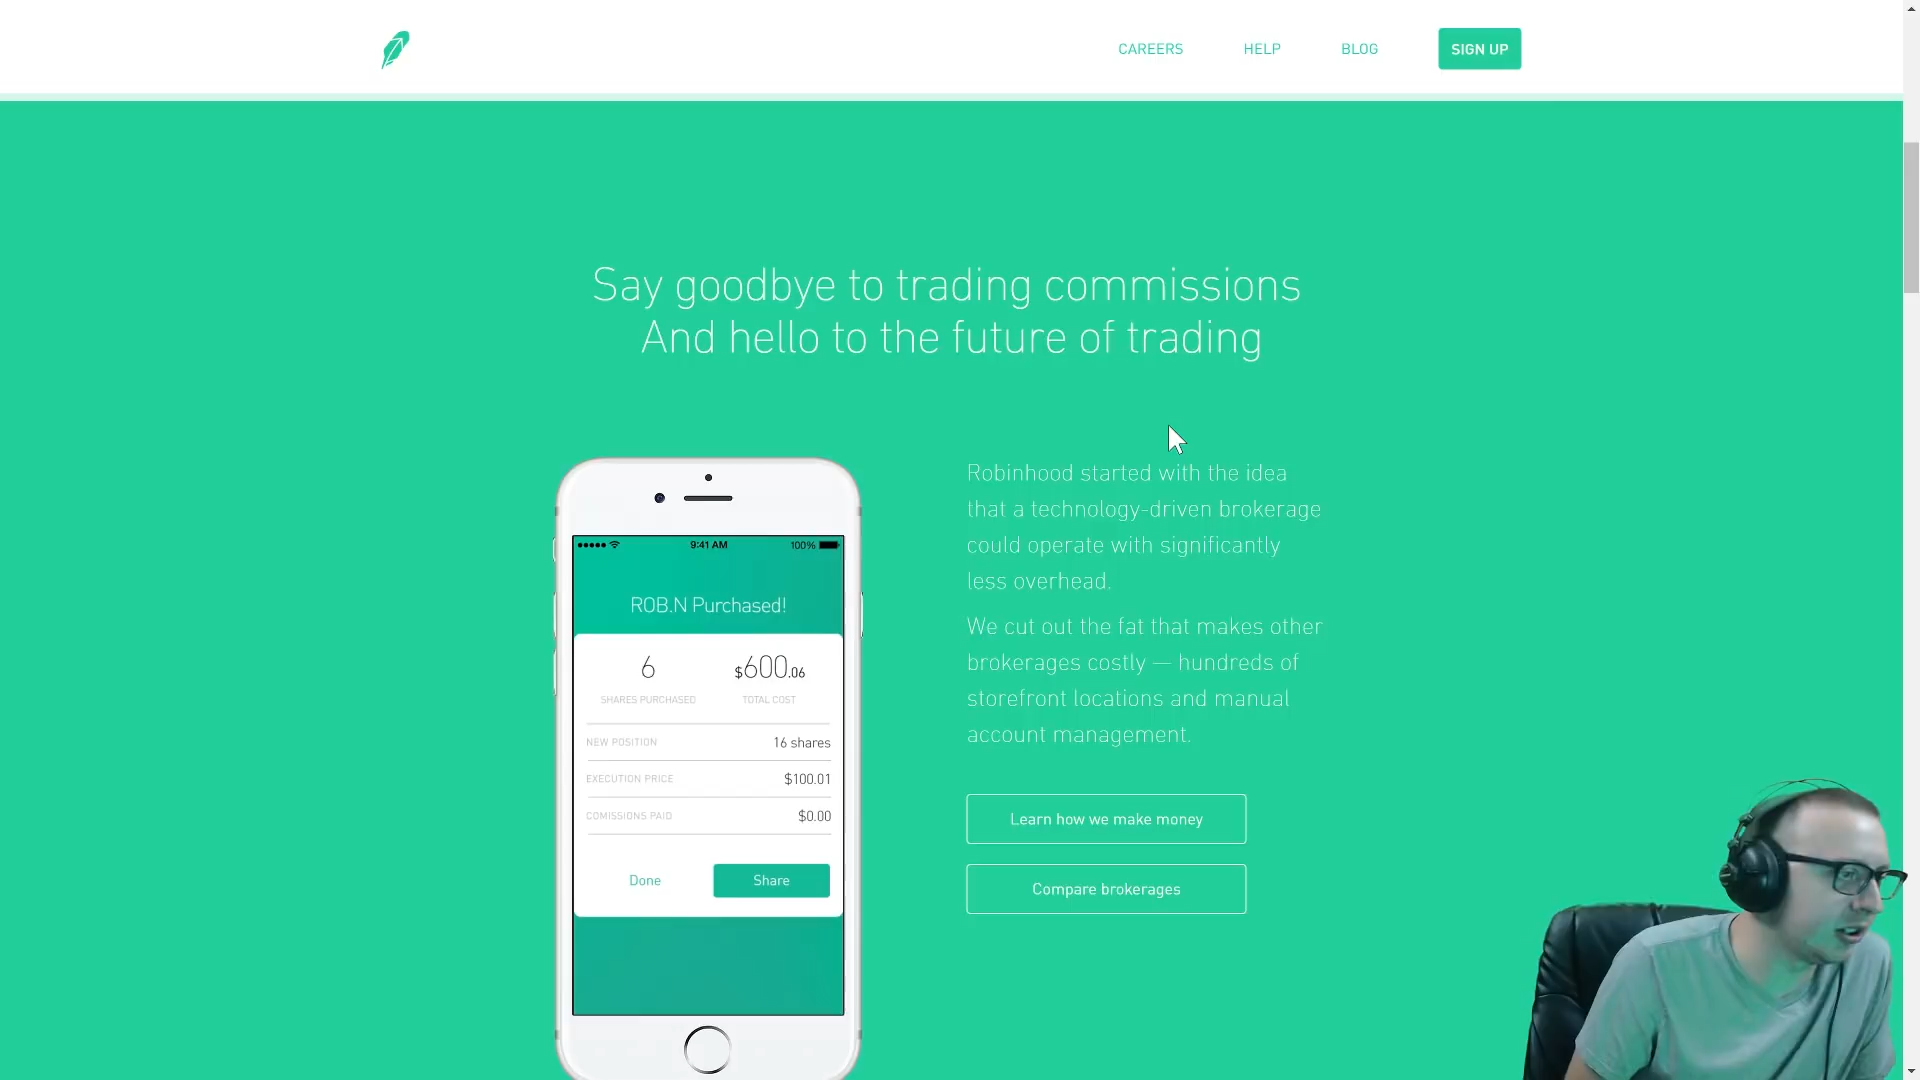 CAREERS HELP BLOG SIGN UP
Say goodbye to trading commissions
And hello to the future of trading
Robinhood started with the idea
that a technology-driven brokerage
could operate with significantly
less overhead.
We cut out the fat that makes other
brokerages costly — hundreds of
storefront locations and manual
account management.
Learn how we make money
Compare brokerages
9:41 AM 100%
ROB.N Purchased!
6 $600.06
SHARES PURCHASED TOTAL COST
NEW POSITION 16 shares
EXECUTION PRICE $100.01
COMISSIONS PAID $0.00
Done Share